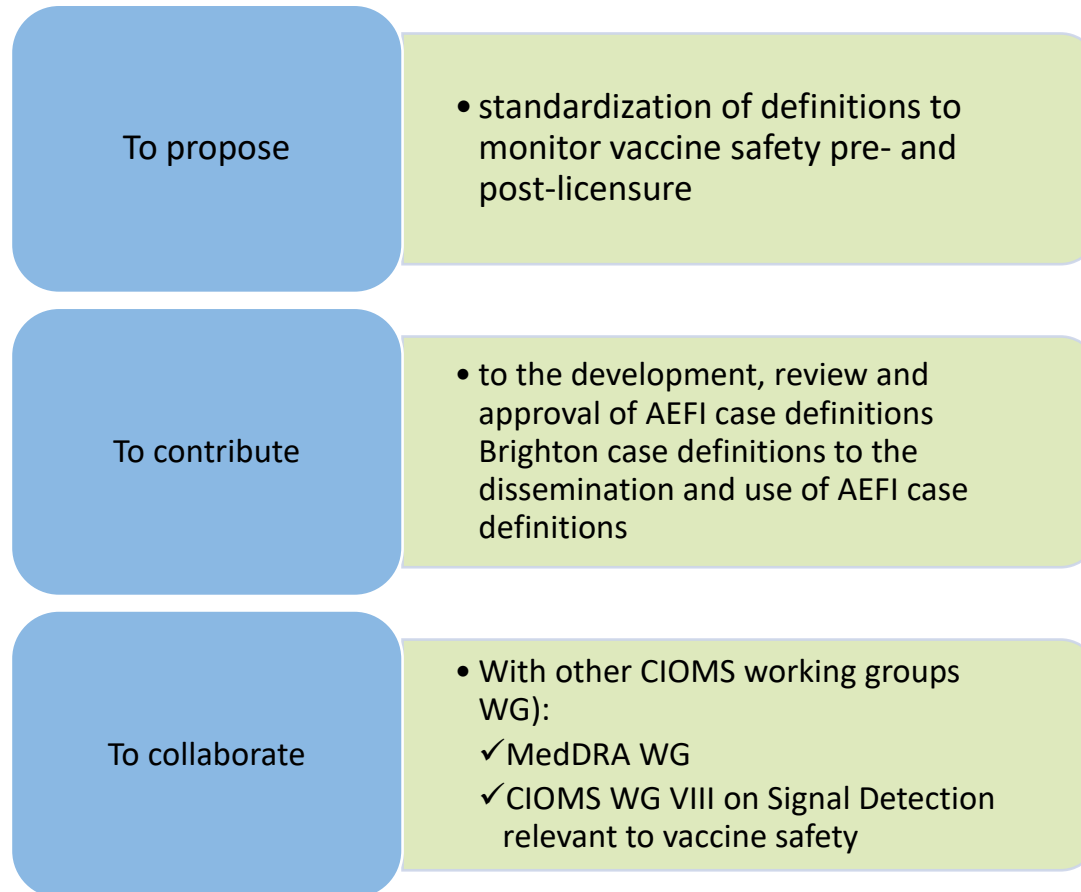 To propose
• standardization of definitions to
monitor vaccine safety pre- and
post-licensure
To contribute
• to the development, review and
approval of AEFI case definitions
Brighton case definitions to the
dissemination and use of AEFI case
definitions
To collaborate
• With other CIOMS working groups
WG):
✓MedDRA WG
✓CIOMS WG VIII on Signal Detection
relevant to vaccine safety